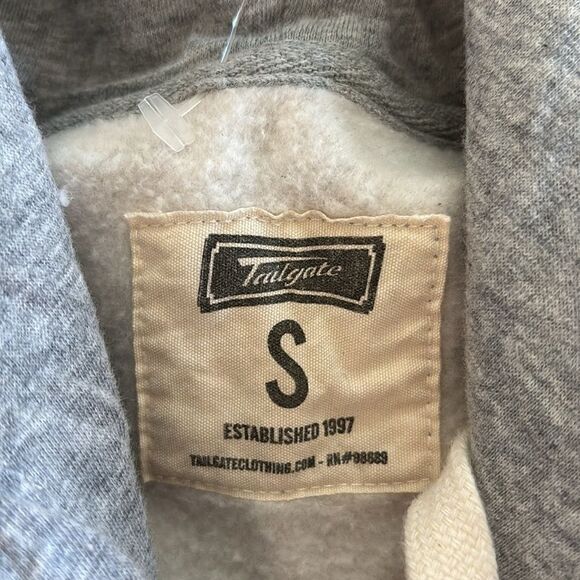 Tailgate
S
ESTABLISHED 1997
TAILGATECLOTHING.COM - RN#98689